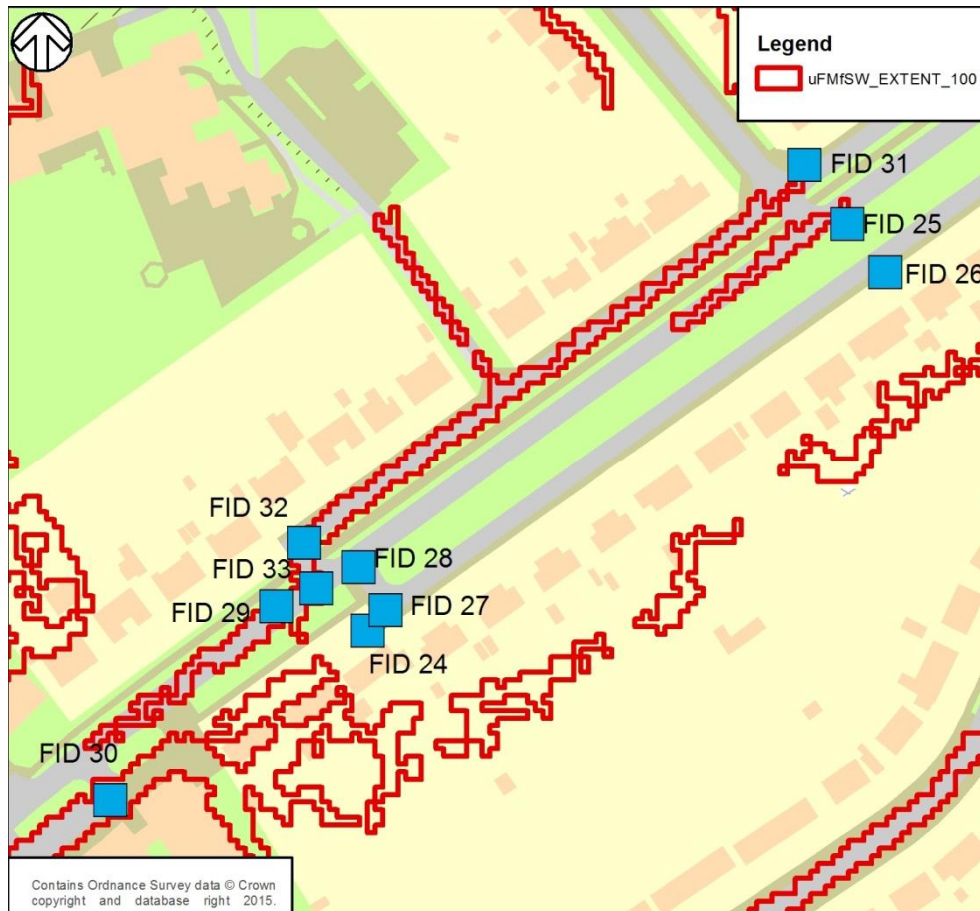 Legend
uFMfSW_EXTENT_100
FID 31
FID 25
FID 26
FID 32
FID 28
FID 33
FID 29
FID 27
FID 24
FID 30
Contains Ordnance Survey data © Crown
copyright and database right 2015.